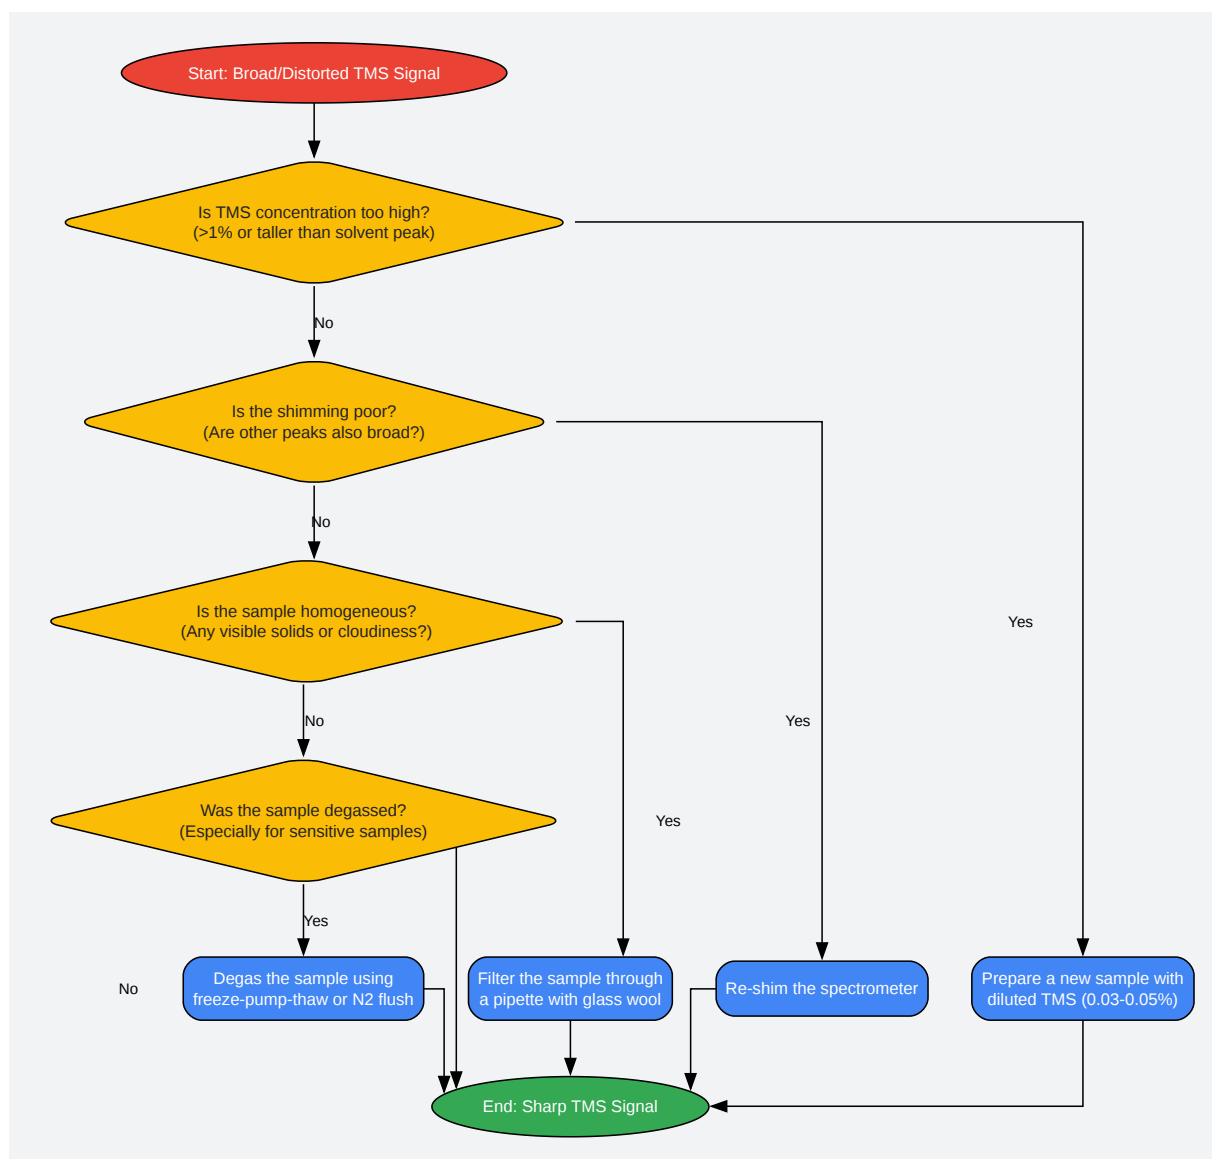 Start: Broad/Distorted TMS Signal
Is TMS concentration too high?
(>1% or taller than solvent peak)
No
Is the shimming poor?
(Are other peaks also broad?)
No
Is the sample homogeneous?
(Any visible solids or cloudiness?)
Yes
No
Yes
Was the sample degassed?
(Especially for sensitive samples)
Yes
Yes
No
Degas the sample using
freeze-pump-thaw or N2 flush
Filter the sample through
a pipette with glass wool
Re-shim the spectrometer
Prepare a new sample with
diluted TMS (0.03-0.05%)
End: Sharp TMS Signal